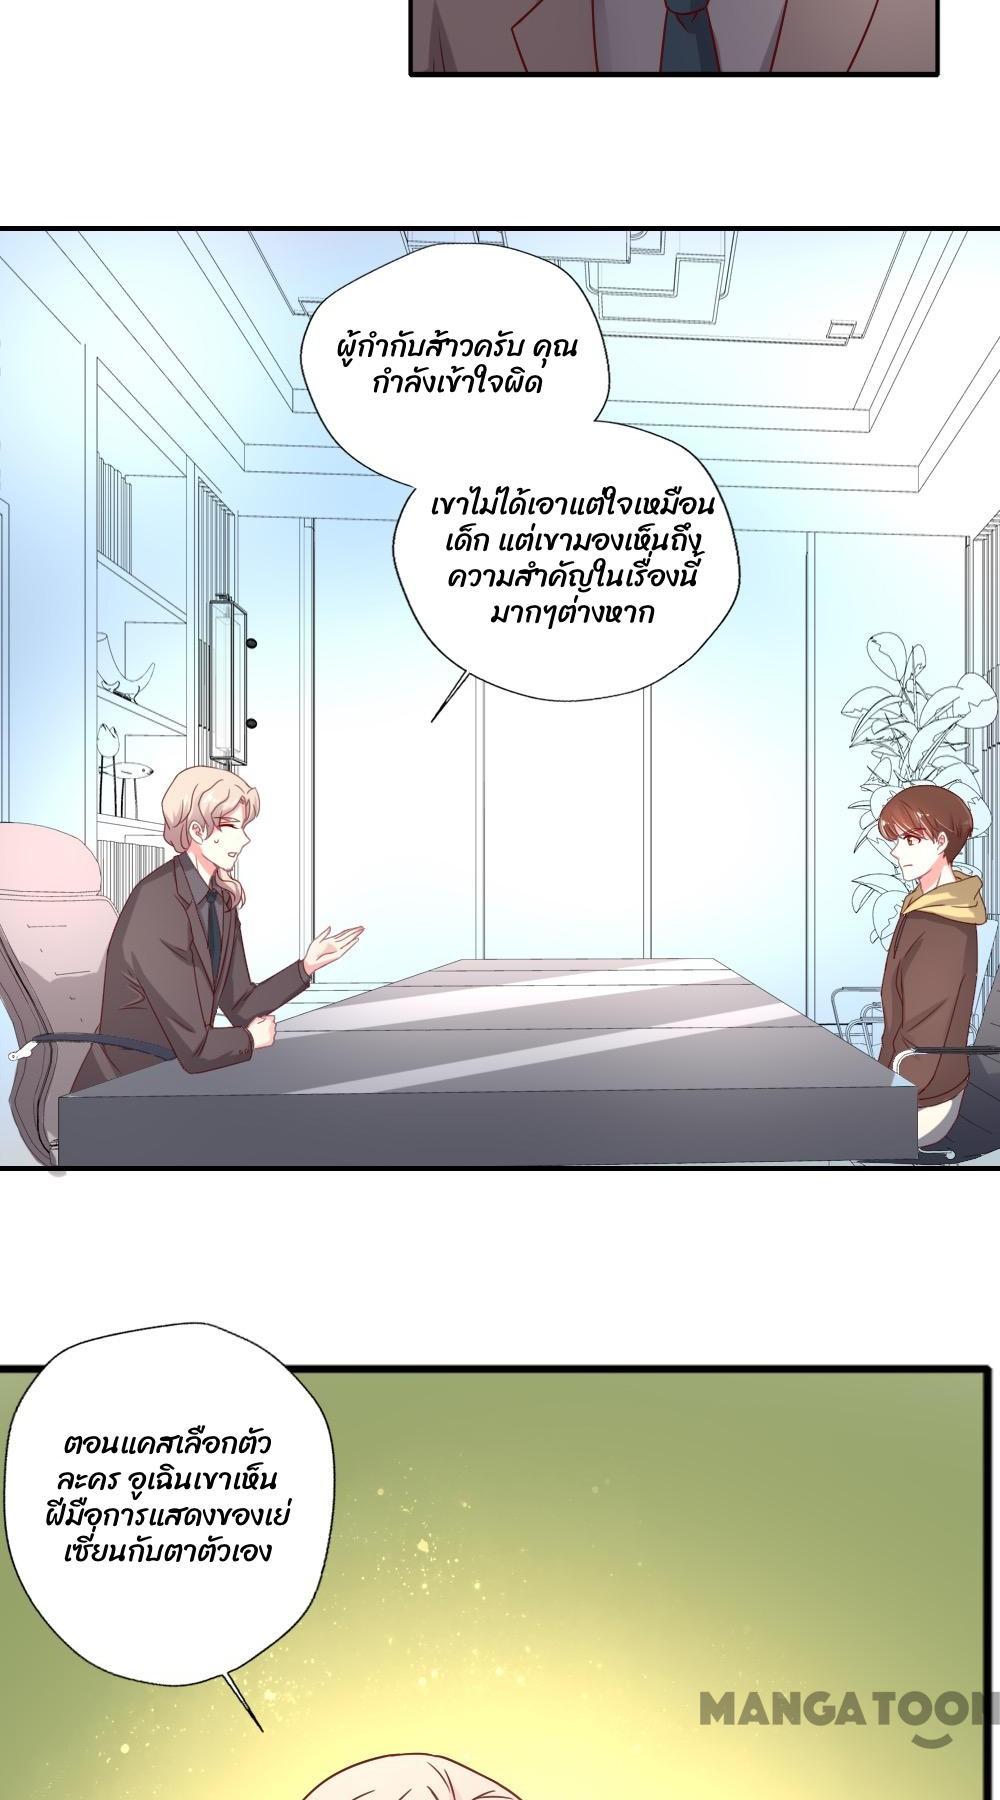 ผู้กำกับส้าวครับ คุณ
กำลังเข้าใจผิด
เขาไม่ได้เอาแต่ใจเหมือน
เด็ก แต่เขามองเห็นถึง
ความสำคัญในเรื่องนี้
มากๆต่างหาก
ตอนแคสเลือกตัว
ละคร อูเฉินเขาเห็น
ฝีมือการแสดงของเย่
เซี่ยนกับตาตัวเอง
MANGATOON